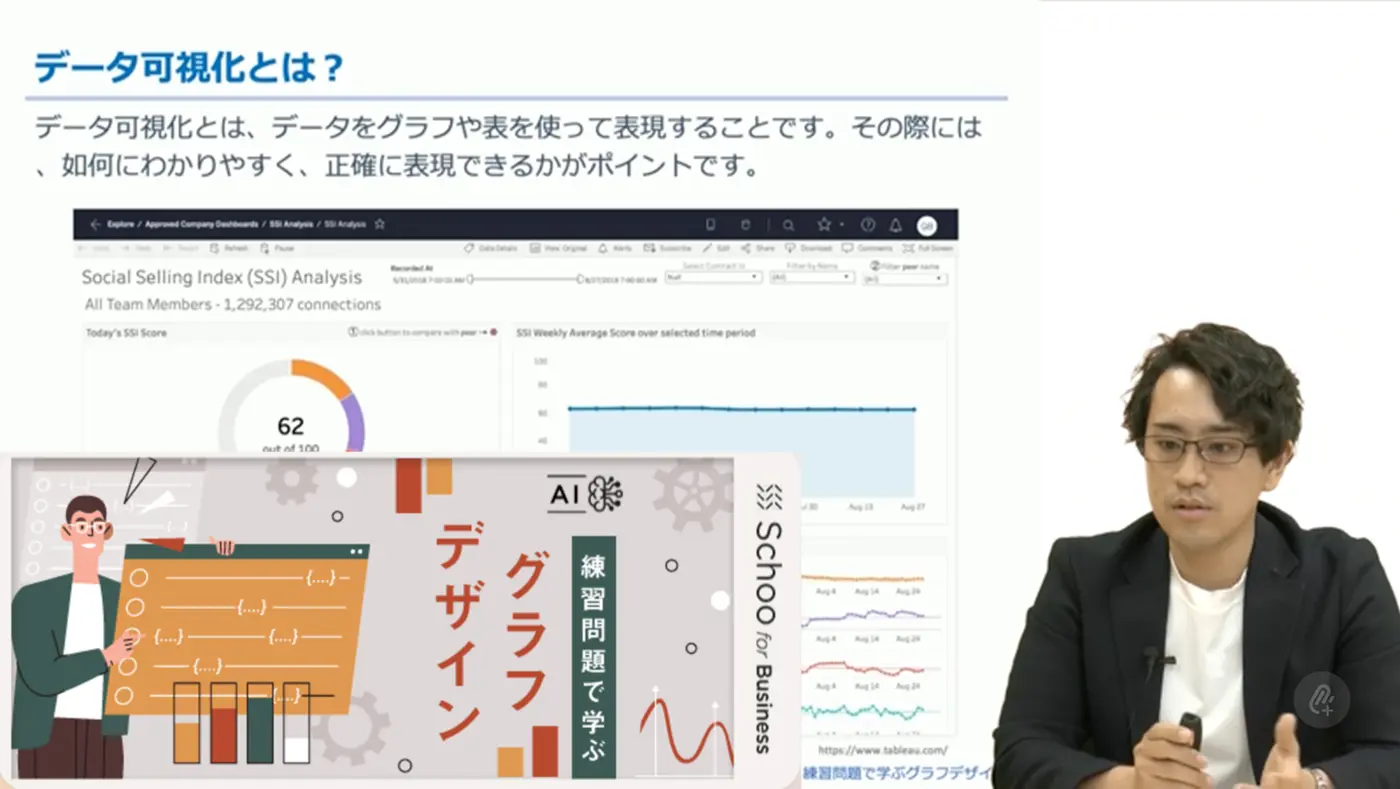 データ可視化とは？
データ可視化とは、データをグラフや表を使って表現することです。その際には
、如何にわかりやすく、正確に表現できるかがポイントです。
Explore / Approved Company Dashboards / SSI Analysis / SSI Analysis
GB
Refresh Pause
Data Details View Original Alerts Subscribe Edit Share Download Comments Full Screen
Social Selling Index (SSI) Analysis
Recorded At
Filter by Name
②Filter peer name
All Team Members - 1,292,307 connections
Today's SSI Score
①click button to compare with peer
SSI Weekly Average Score over selected time period
100
80
60
40
62
out of 100
Aug 13 Aug 27
Aug 4 Aug 14 Aug 24
Aug 4 Aug 14 Aug 24
Aug 4 Aug 14 Aug 24
Aug 4 Aug 14 Aug 24
https://www.tableau.com/
練習問題で学ぶグラフデザイ
AI
練習問題で学ぶ
グラフ
デザイン
{....}
{....}
{....} {....}
{....}
{....}
Schoo for Business